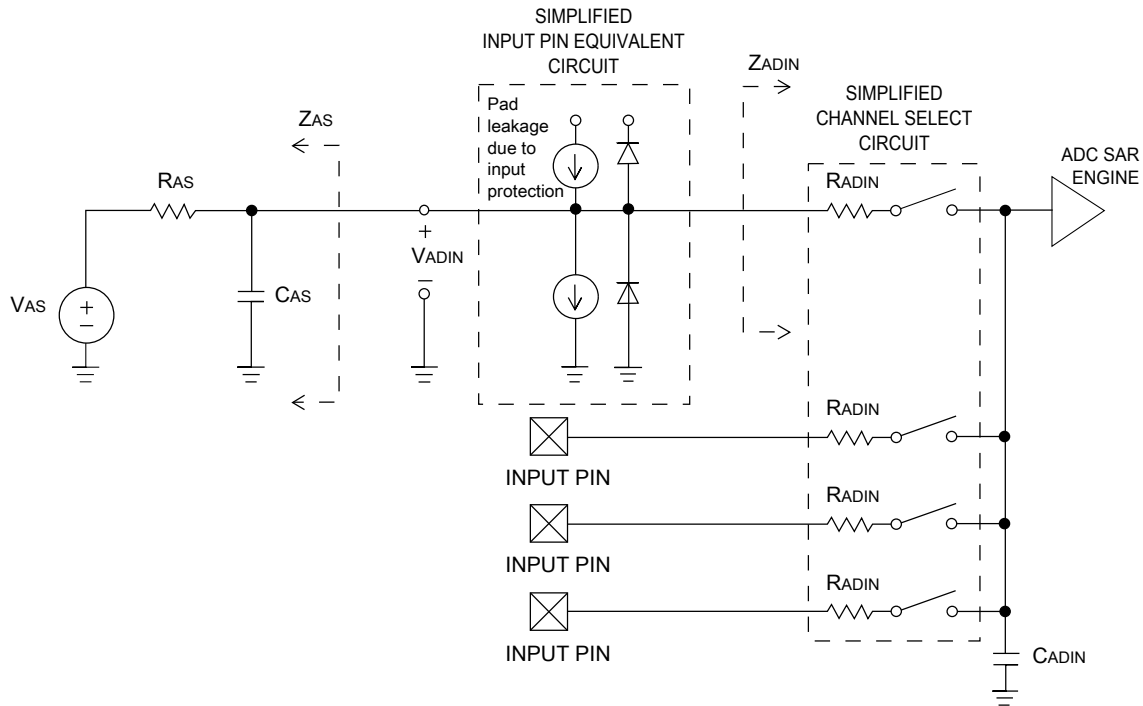 SIMPLIFIED
INPUT PIN EQUIVALENT
CIRCUIT
Pad
leakage
due to
input
protection
ZADIN
SIMPLIFIED
CHANNEL SELECT
CIRCUIT
ADC SAR
ENGINE
ZAS
RAS
RADIN
+
VADIN
−
VAS
+
−
CAS
RADIN
INPUT PIN
RADIN
INPUT PIN
RADIN
INPUT PIN
CADIN